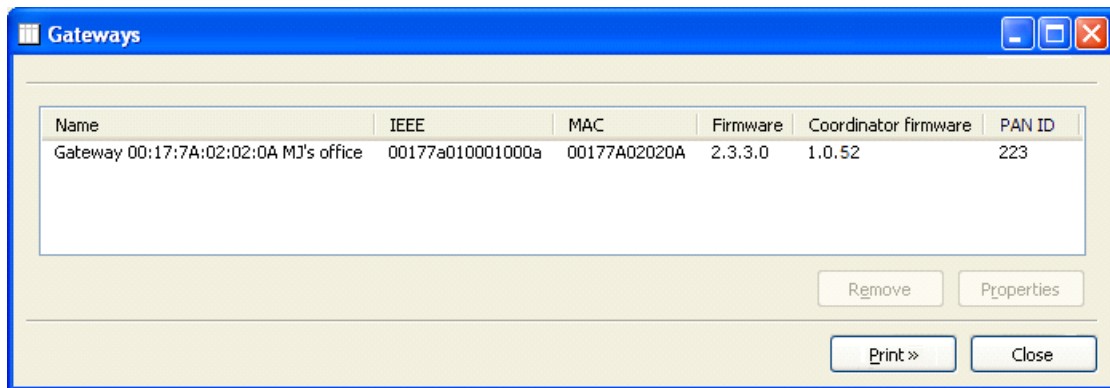 Gateways
Name IEEE MAC Firmware Coordinator firmware PAN ID
Gateway 00:17:7A:02:02:0A MJ's office 00177a010001000a 00177A02020A 2.3.3.0 1.0.52 223
Remove Properties
Print » Close